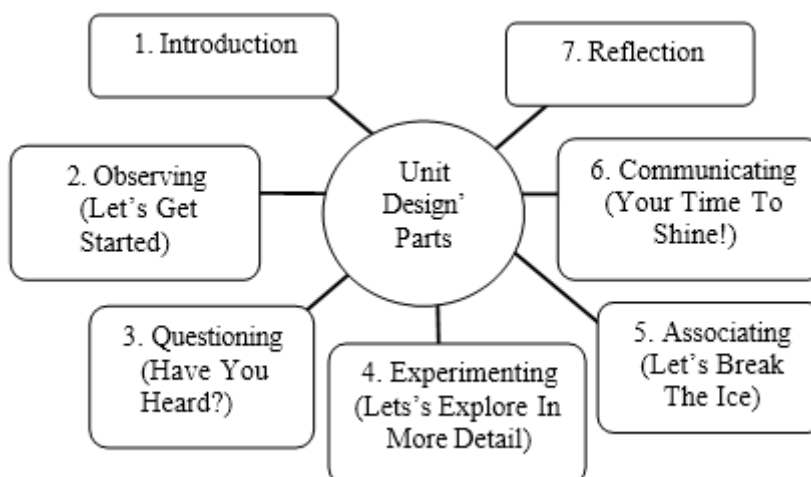 1. Introduction
7. Reflection
Unit
Design’
Parts
2. Observing
(Let’s Get
Started)
6. Communicating
(Your Time To
Shine!)
3. Questioning
(Have You
Heard?)
4. Experimenting
(Lets’s Explore In
More Detail)
5. Associating
(Let’s Break
The Ice)